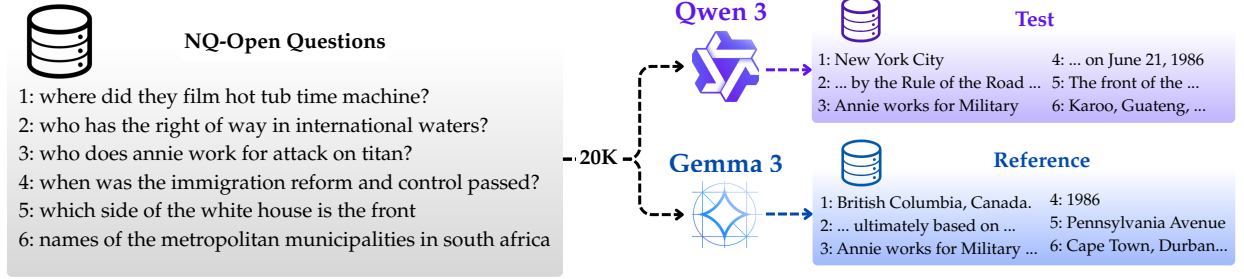 NQ-Open Questions
1: where did they film hot tub time machine?
2: who has the right of way in international waters?
3: who does annie work for attack on titan?
4: when was the immigration reform and control passed?
5: which side of the white house is the front
6: names of the metropolitan municipalities in south africa
20K
Qwen 3
Test
1: New York City
2: ... by the Rule of the Road ...
3: Annie works for Military
4: ... on June 21, 1986
5: The front of the ...
6: Karoo, Guateng, ...
Gemma 3
Reference
1: British Columbia, Canada.
2: ... ultimately based on ...
3: Annie works for Military ...
4: 1986
5: Pennsylvania Avenue
6: Cape Town, Durban...